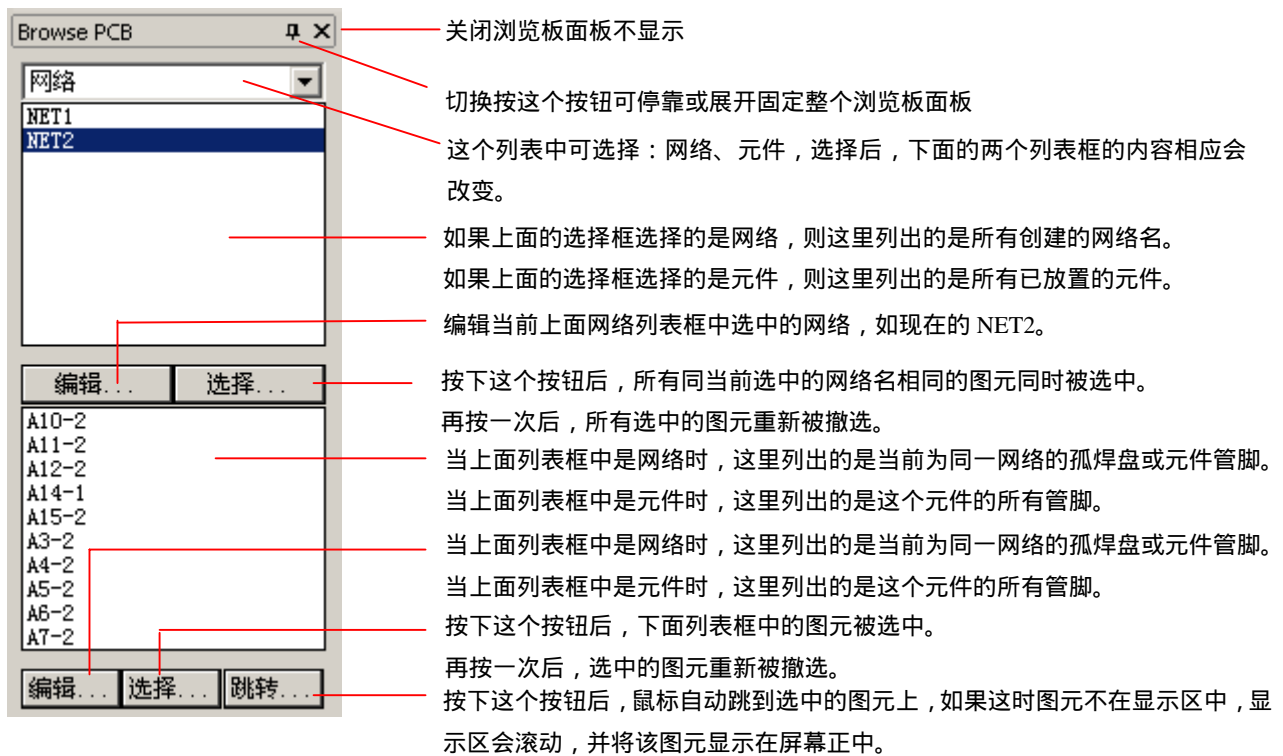 Browse PCB
关闭浏览板面板不显示
网络
切换按这个按钮可停靠或展开固定整个浏览板面板
NET1
NET2
这个列表中可选择：网络、元件，选择后，下面的两个列表框的内容相应会
改变。
如果上面的选择框选择的是网络，则这里列出的是所有创建的网络名。
如果上面的选择框选择的是元件，则这里列出的是所有已放置的元件。
编辑当前上面网络列表框中选中的网络，如现在的 NET2。
编辑... 选择...
按下这个按钮后，所有同当前选中的网络名相同的图元同时被选中。
再按一次后，所有选中的图元重新被撤选。
A10-2
A11-2
A12-2
A14-1
A15-2
A3-2
A4-2
A5-2
A6-2
A7-2
当上面列表框中是网络时，这里列出的是当前为同一网络的孤焊盘或元件管脚。
当上面列表框中是元件时，这里列出的是这个元件的所有管脚。
当上面列表框中是网络时，这里列出的是当前为同一网络的孤焊盘或元件管脚。
当上面列表框中是元件时，这里列出的是这个元件的所有管脚。
按下这个按钮后，下面列表框中的图元被选中。
再按一次后，选中的图元重新被撤选。
编辑... 选择... 跳转...
按下这个按钮后，鼠标自动跳到选中的图元上，如果这时图元不在显示区中，显
示区会滚动，并将该图元显示在屏幕正中。